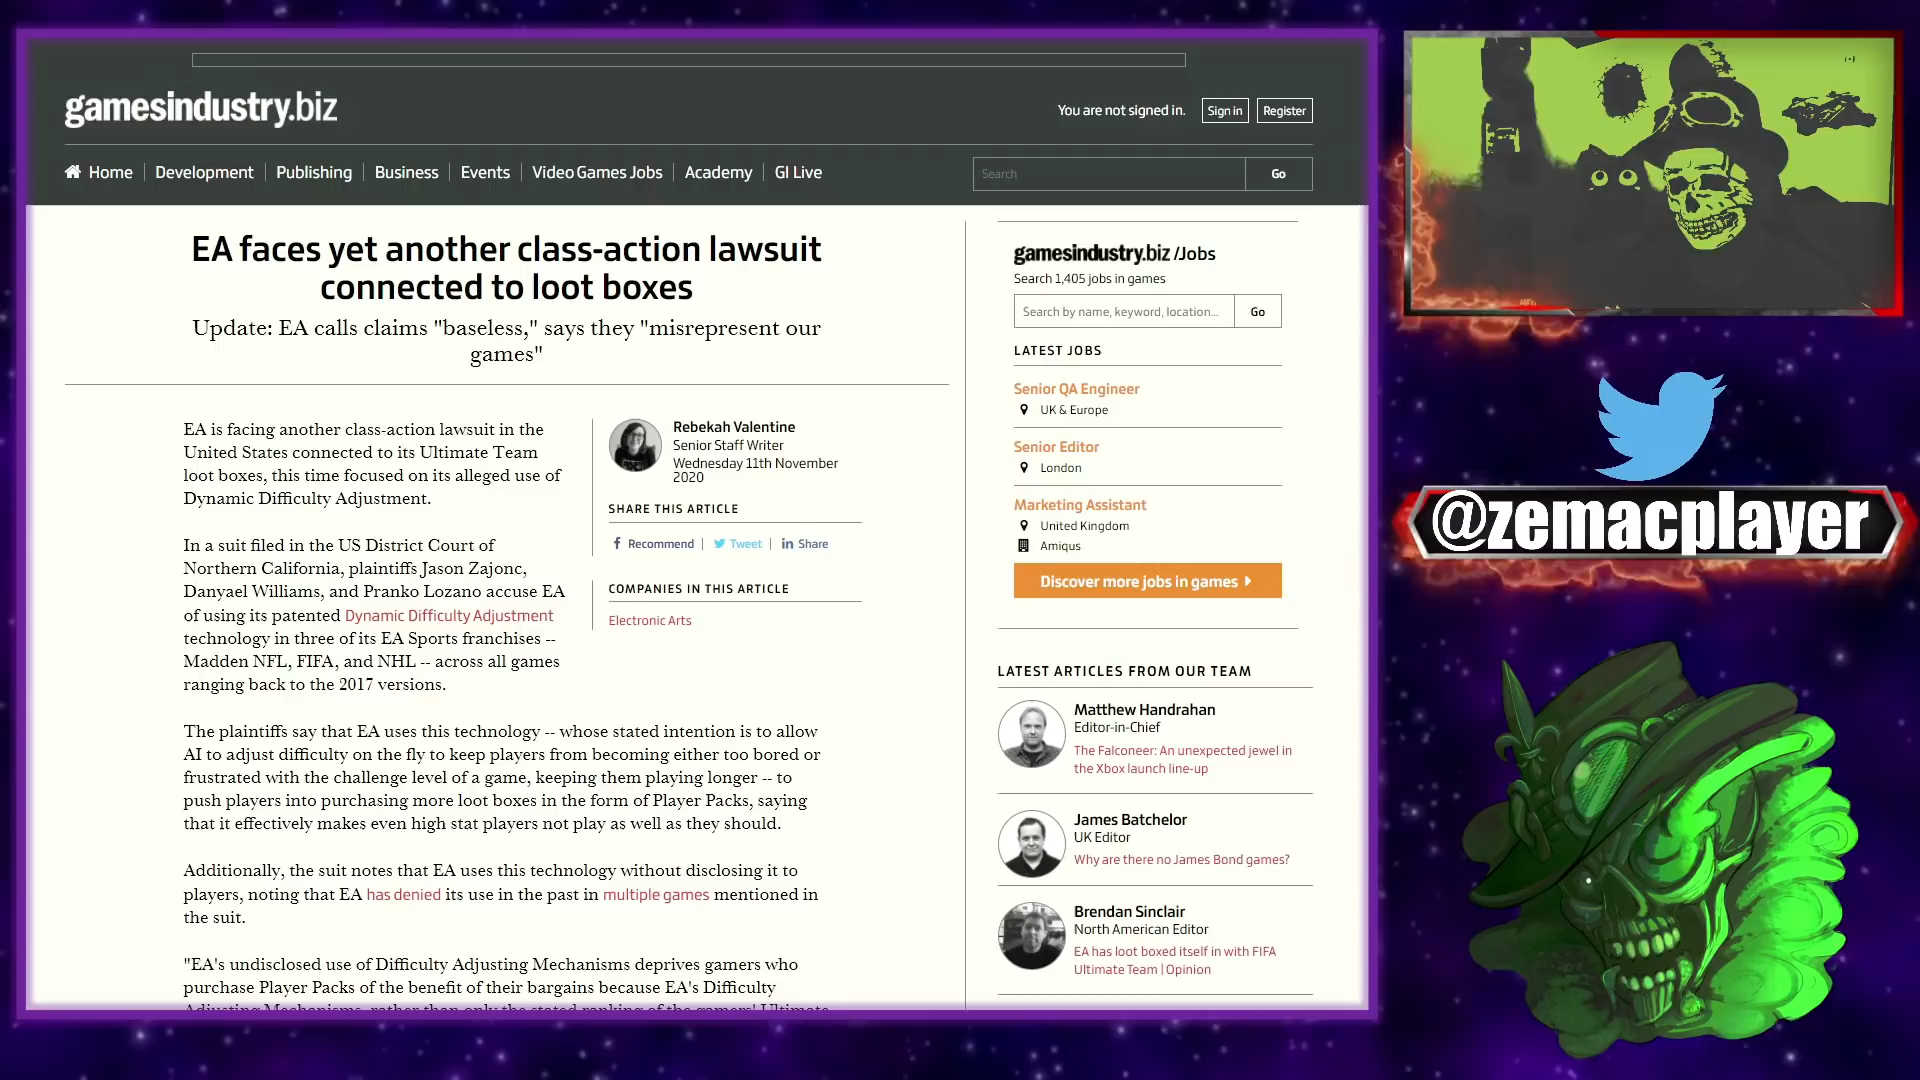 gamesindustry.biz
You are not signed in.
Sign in
Register
Home
Development
Publishing
Business
Events
Video Games Jobs
Academy
GI Live
Search
Go
EA faces yet another class-action lawsuit
connected to loot boxes
Update: EA calls claims "baseless," says they "misrepresent our
games"
EA is facing another class-action lawsuit in the
United States connected to its Ultimate Team
loot boxes, this time focused on its alleged use of
Dynamic Difficulty Adjustment.
In a suit filed in the US District Court of
Northern California, plaintiffs Jason Zajonc,
Danyael Williams, and Pranko Lozano accuse EA
of using its patented Dynamic Difficulty Adjustment
technology in three of its EA Sports franchises --
Madden NFL, FIFA, and NHL -- across all games
ranging back to the 2017 versions.
Rebekah Valentine
Senior Staff Writer
Wednesday 11th November
2020
SHARE THIS ARTICLE
Recommend
Tweet
Share
COMPANIES IN THIS ARTICLE
Electronic Arts
The plaintiffs say that EA uses this technology -- whose stated intention is to allow
AI to adjust difficulty on the fly to keep players from becoming either too bored or
frustrated with the challenge level of a game, keeping them playing longer -- to
push players into purchasing more loot boxes in the form of Player Packs, saying
that it effectively makes even high stat players not play as well as they should.
Additionally, the suit notes that EA uses this technology without disclosing it to
players, noting that EA has denied its use in the past in multiple games mentioned in
the suit.
"EA's undisclosed use of Difficulty Adjusting Mechanisms deprives gamers who
purchase Player Packs of the benefit of their bargains because EA's Difficulty
Adjusting Mechanisms, rather than only the stated ranking of the gamers' Ultimate
gamesindustry.biz /Jobs
Search 1,405 jobs in games
Search by name, keyword, location...
Go
LATEST JOBS
Senior QA Engineer
UK & Europe
Senior Editor
London
Marketing Assistant
United Kingdom
Amiqus
Discover more jobs in games
LATEST ARTICLES FROM OUR TEAM
Matthew Handrahan
Editor-in-Chief
The Falconeer: An unexpected jewel in
the Xbox launch line-up
James Batchelor
UK Editor
Why are there no James Bond games?
Brendan Sinclair
North American Editor
EA has loot boxed itself in with FIFA
Ultimate Team | Opinion
@zemacplayer